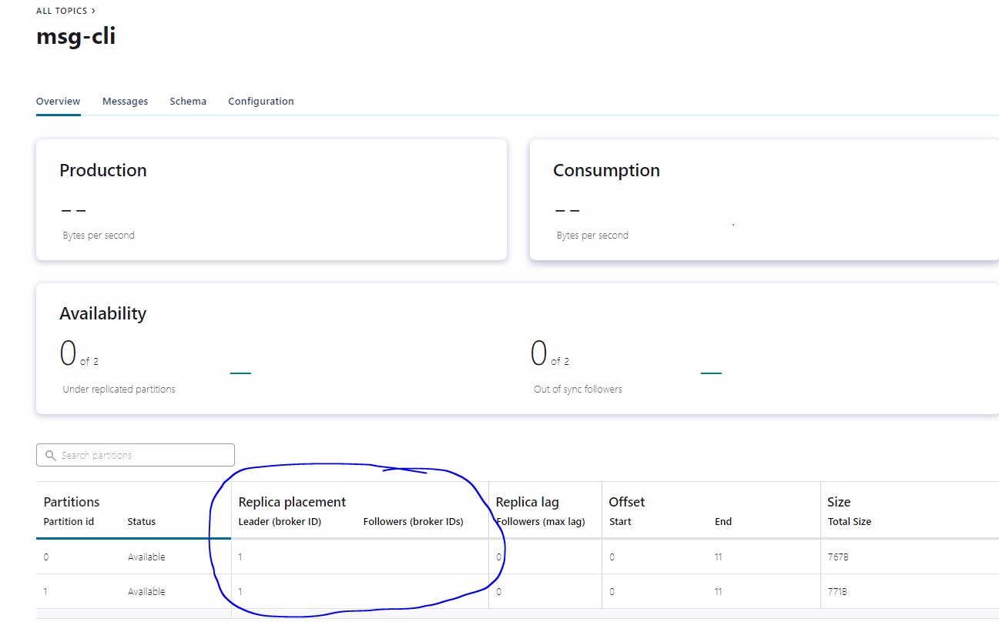 ALL TOPICS >
msg-cli
Overview Messages Schema Configuration
Production Consumption
-- --
Bytes per second Bytes per second
Availability
0 of 2 0 of 2
Under replicated partitions Out of sync followers
Search partitions
Partitions Replica placement Replica lag Offset Size
Partition id Status Leader (broker ID) Followers (broker IDs) Followers (max lag) Start End Total Size
0 Available 1 0 0 11 767B
1 Available 1 0 0 11 771B